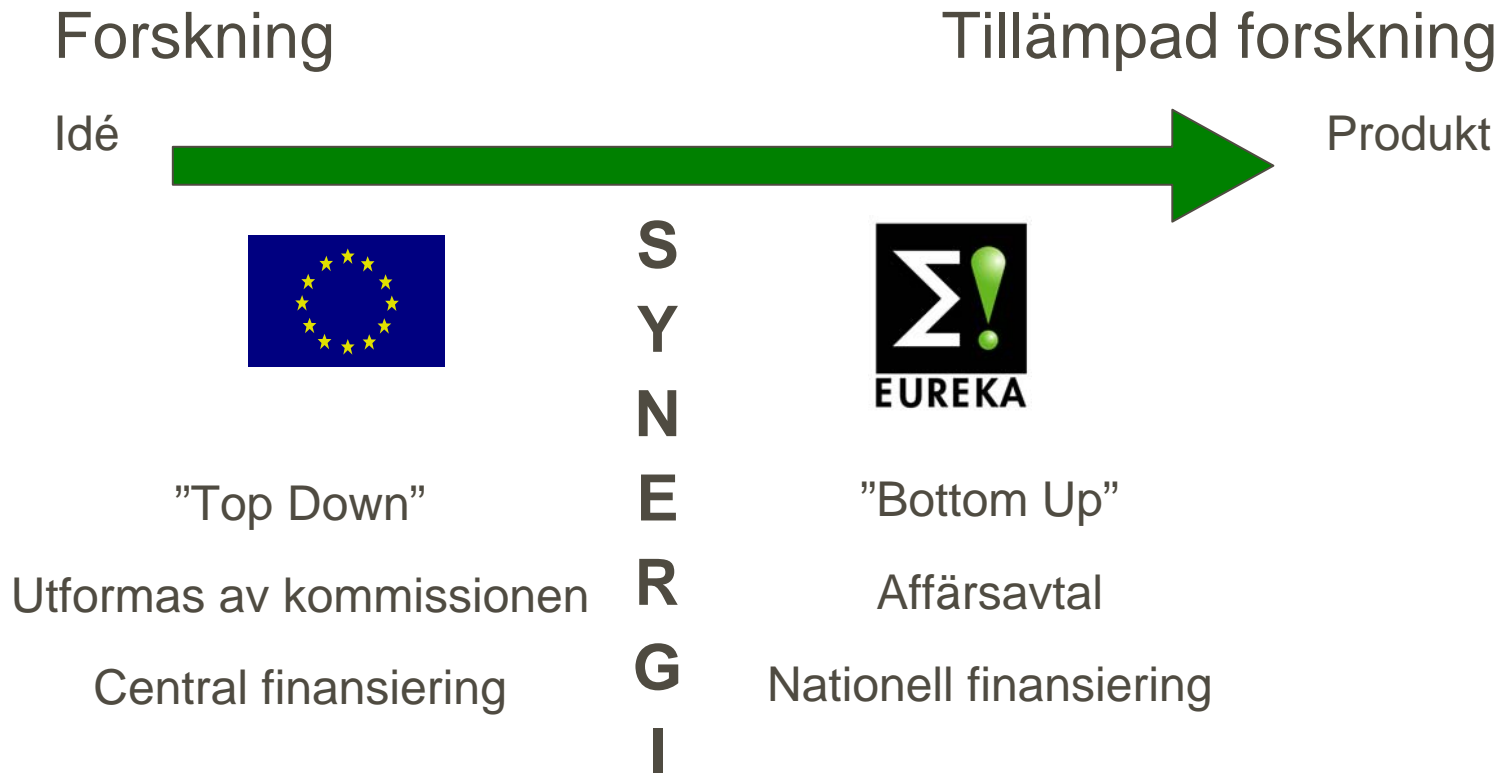 Forskning
Tillämpad forskning
Idé
Produkt
S
Y
N
E
R
G
I
Σ!
EUREKA
”Top Down”
”Bottom Up”
Utformas av kommissionen
Affärsavtal
Central finansiering
Nationell finansiering